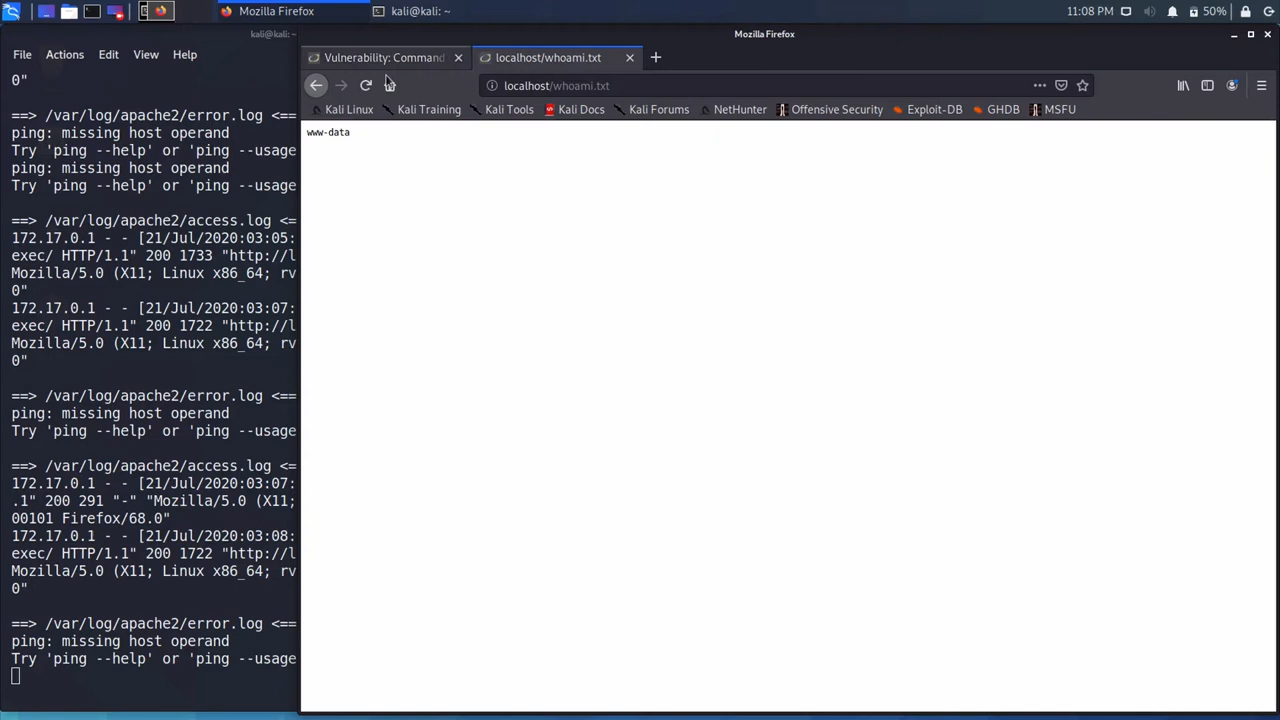 Mozilla Firefox
kali@kali: ~
11:08 PM
50%
kali@kali: ~
File Actions Edit View Help
0"
==> /var/log/apache2/error.log <==
ping: missing host operand
Try 'ping --help' or 'ping --usage
ping: missing host operand
Try 'ping --help' or 'ping --usage
==> /var/log/apache2/access.log <=
172.17.0.1 - - [21/Jul/2020:03:05:
exec/ HTTP/1.1" 200 1733 "http://l
Mozilla/5.0 (X11; Linux x86_64; rv
0"
172.17.0.1 - - [21/Jul/2020:03:07:
exec/ HTTP/1.1" 200 1722 "http://l
Mozilla/5.0 (X11; Linux x86_64; rv
0"
==> /var/log/apache2/error.log <==
ping: missing host operand
Try 'ping --help' or 'ping --usage
==> /var/log/apache2/access.log <=
172.17.0.1 - - [21/Jul/2020:03:07:
.1" 200 291 "-" "Mozilla/5.0 (X11;
00101 Firefox/68.0"
172.17.0.1 - - [21/Jul/2020:03:08:
exec/ HTTP/1.1" 200 1722 "http://l
Mozilla/5.0 (X11; Linux x86_64; rv
0"
==> /var/log/apache2/error.log <==
ping: missing host operand
Try 'ping --help' or 'ping --usage
Mozilla Firefox
Vulnerability: Command
localhost/whoami.txt
localhost/whoami.txt
Kali Linux Kali Training Kali Tools Kali Docs Kali Forums NetHunter Offensive Security Exploit-DB GHDB MSFU
www-data